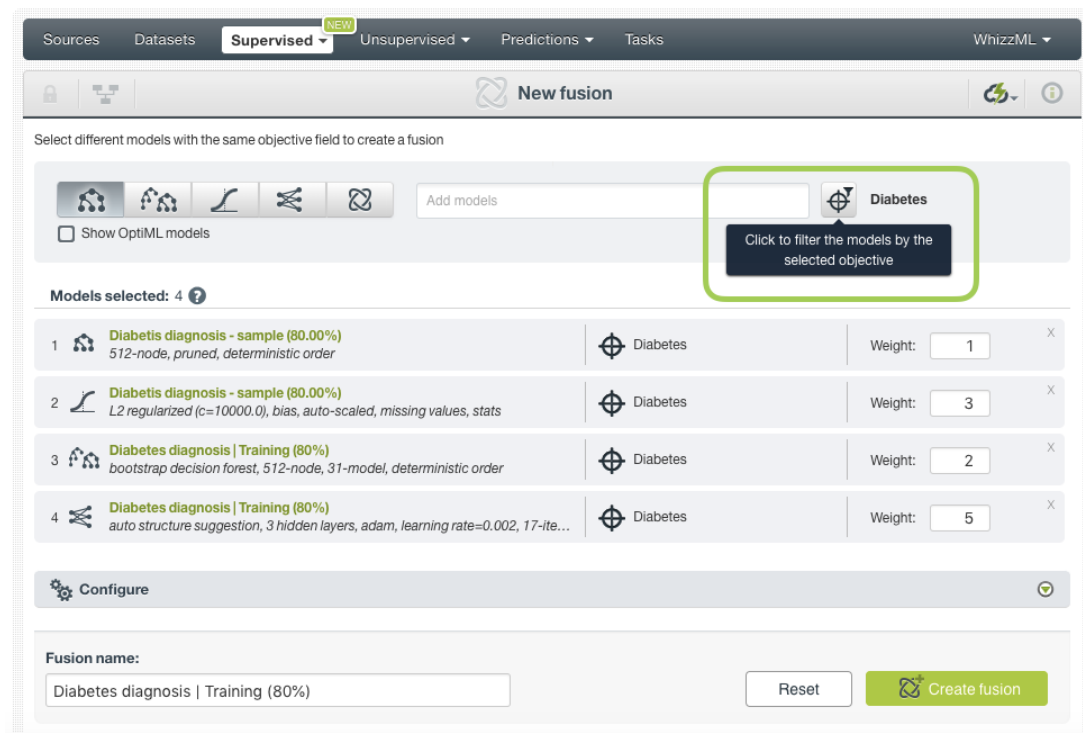 NEW
Sources Datasets Supervised Unsupervised Predictions Tasks WhizzML
New fusion
Select different models with the same objective field to create a fusion
Add models
Diabetes
Show OptiML models
Click to filter the models by the
selected objective
Models selected: 4 ?
1 Diabetis diagnosis - sample (80.00%)
512-node, pruned, deterministic order
Diabetes
Weight: 1
X
2 Diabetis diagnosis - sample (80.00%)
L2 regularized (c=10000.0), bias, auto-scaled, missing values, stats
Diabetes
Weight: 3
X
3 Diabetes diagnosis | Training (80%)
bootstrap decision forest, 512-node, 31-model, deterministic order
Diabetes
Weight: 2
X
4 Diabetes diagnosis | Training (80%)
auto structure suggestion, 3 hidden layers, adam, learning rate=0.002, 17-ite...
Diabetes
Weight: 5
X
Configure
Fusion name:
Diabetes diagnosis | Training (80%)
Reset
Create fusion